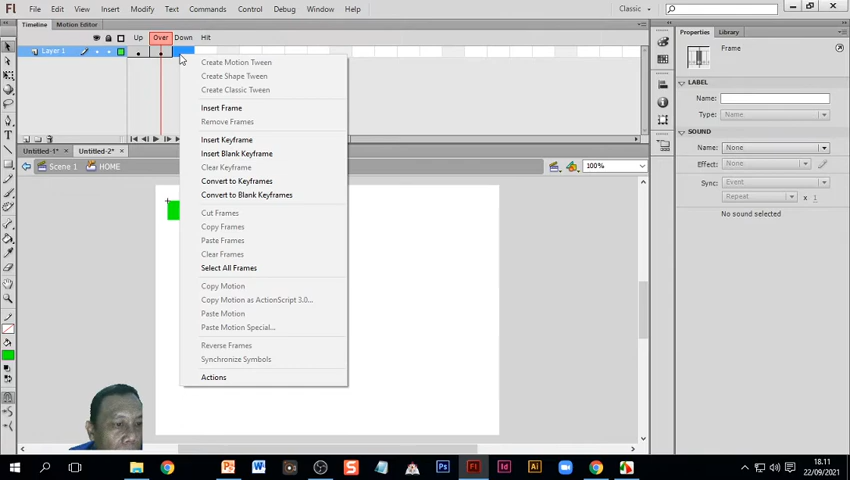 Fl File Edit View Insert Modify Text Commands Control Debug Window Help Classic
Timeline Motion Editor
Up Over Down Hit
Layer 1
Create Motion Tween
Create Shape Tween
Create Classic Tween
Insert Frame
Remove Frames
Insert Keyframe
Insert Blank Keyframe
Clear Keyframe
Convert to Keyframes
Convert to Blank Keyframes
Cut Frames
Copy Frames
Paste Frames
Clear Frames
Select All Frames
Copy Motion
Copy Motion as ActionScript 3.0...
Paste Motion
Paste Motion Special...
Reverse Frames
Synchronize Symbols
Actions
Untitled-1* × Untitled-2* ×
Scene 1 HOME 100%
Properties Library
Frame
LABEL
Name:
Type: Name
SOUND
Name: None
Effect: None
Sync: Event
Repeat x 1
No sound selected
Ps Fl Id Ai
18.11
22/09/2021